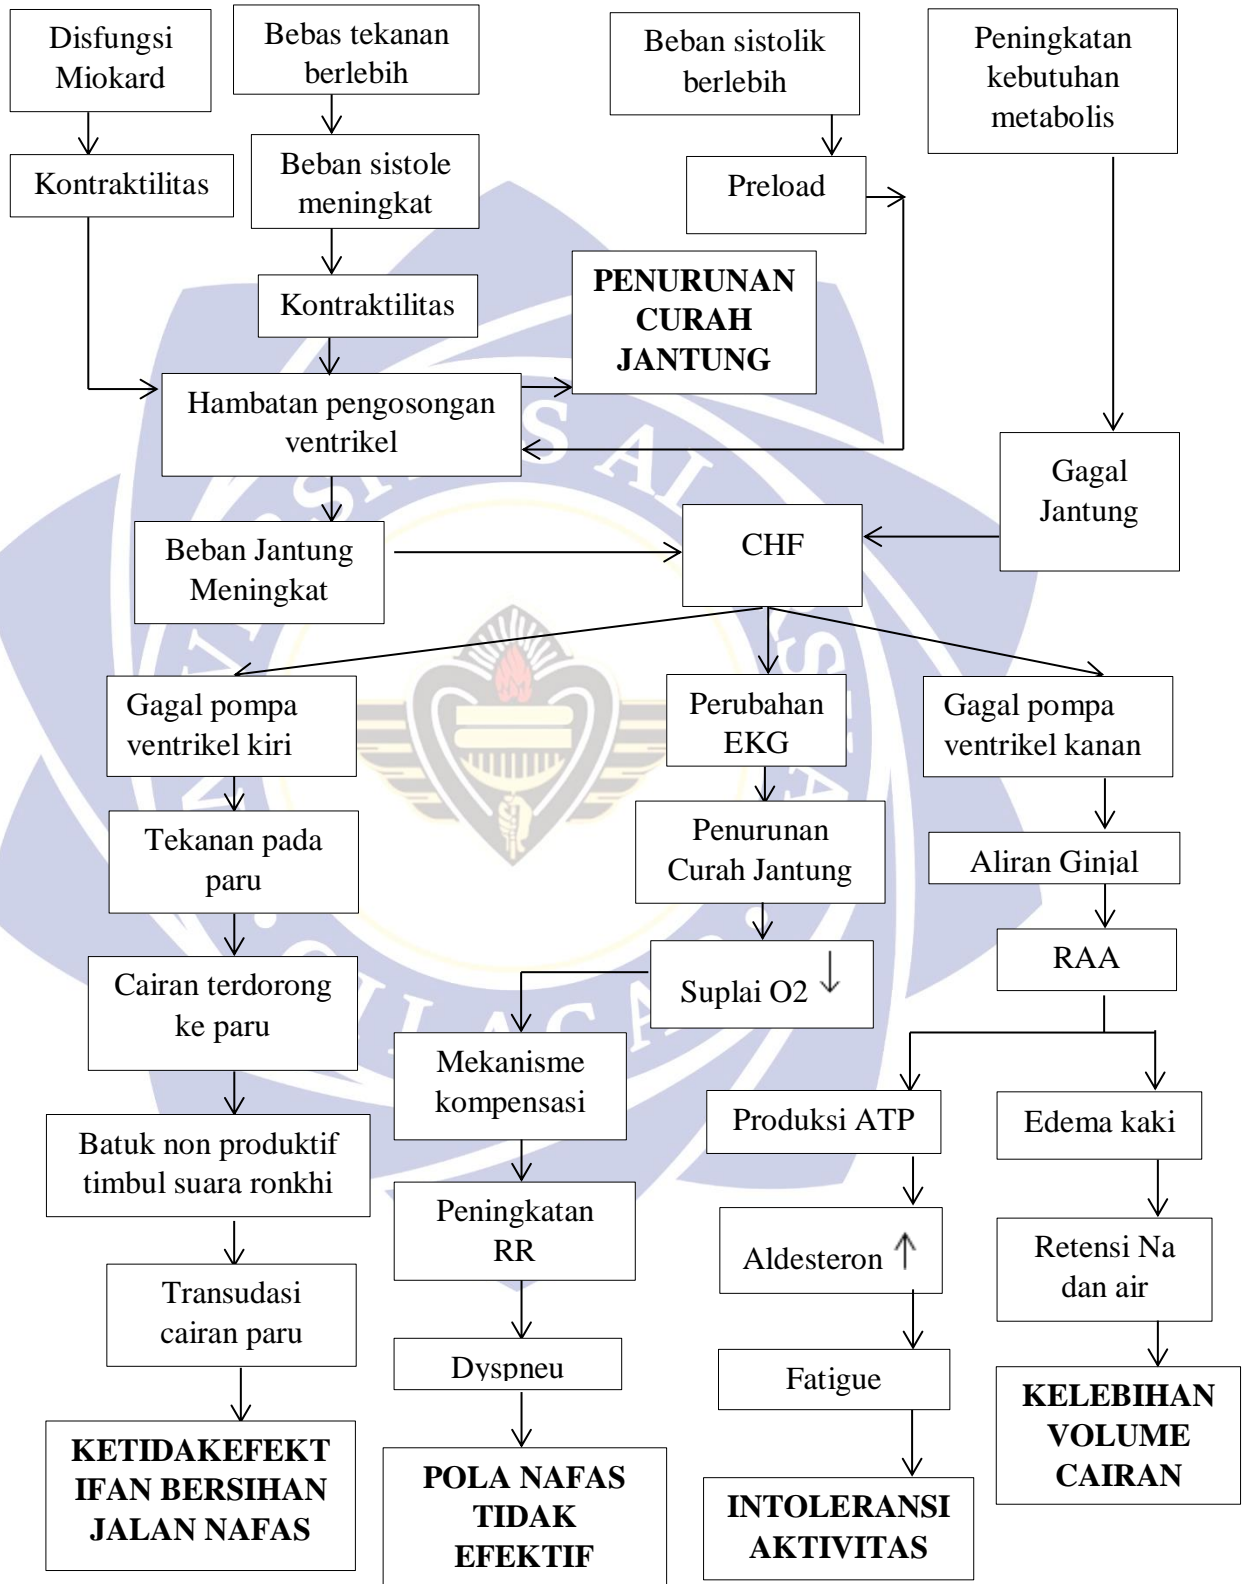 Disfungsi
Miokard
Bebas tekanan
berlebih
Beban sistolik
berlebih
Peningkatan
kebutuhan
metabolis
Kontraktilitas
Beban sistole
meningkat
Preload
Kontraktilitas
PENURUNAN
CURAH
JANTUNG
Hambatan pengosongan
ventrikel
Gagal
Jantung
Beban Jantung
Meningkat
CHF
Gagal pompa
ventrikel kiri
Perubahan
EKG
Gagal pompa
ventrikel kanan
Tekanan pada
paru
Penurunan
Curah Jantung
Aliran Ginjal
Cairan terdorong
ke paru
Suplai O2 ↓
RAA
Mekanisme
kompensasi
Produksi ATP
Edema kaki
Batuk non produktif
timbul suara ronkhi
Peningkatan
RR
Aldesteron ↑
Retensi Na
dan air
Transudasi
cairan paru
Dyspneu
Fatigue
KELEBIHAN
VOLUME
CAIRAN
KETIDAKEFEKT
IFAN BERSIHAN
JALAN NAFAS
POLA NAFAS
TIDAK
EFEKTIF
INTOLERANSI
AKTIVITAS